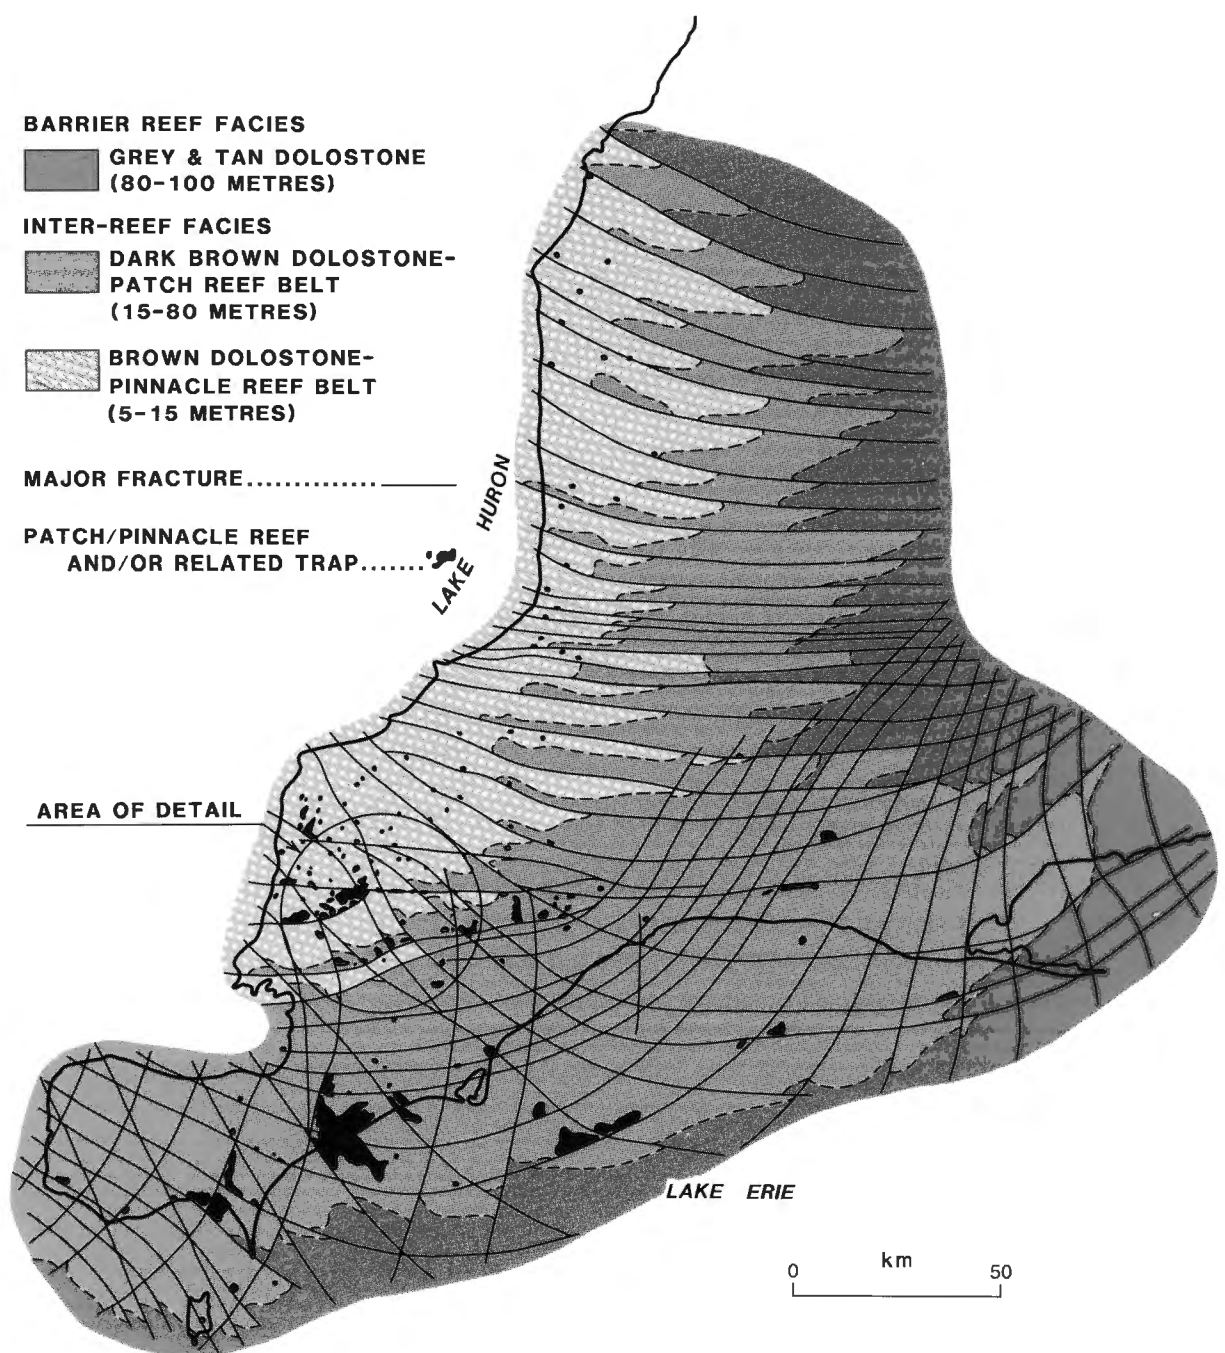 BARRIER REEF FACIES
GREY & TAN DOLOSTONE
(80-100 METRES)
INTER-REEF FACIES
DARK BROWN DOLOSTONE-
PATCH REEF BELT
(15-80 METRES)
BROWN DOLOSTONE-
PINNACLE REEF BELT
(5-15 METRES)
MAJOR FRACTURE..............
PATCH/PINNACLE REEF
AND/OR RELATED TRAP.......
LAKE HURON
AREA OF DETAIL
LAKE ERIE
km
0 50